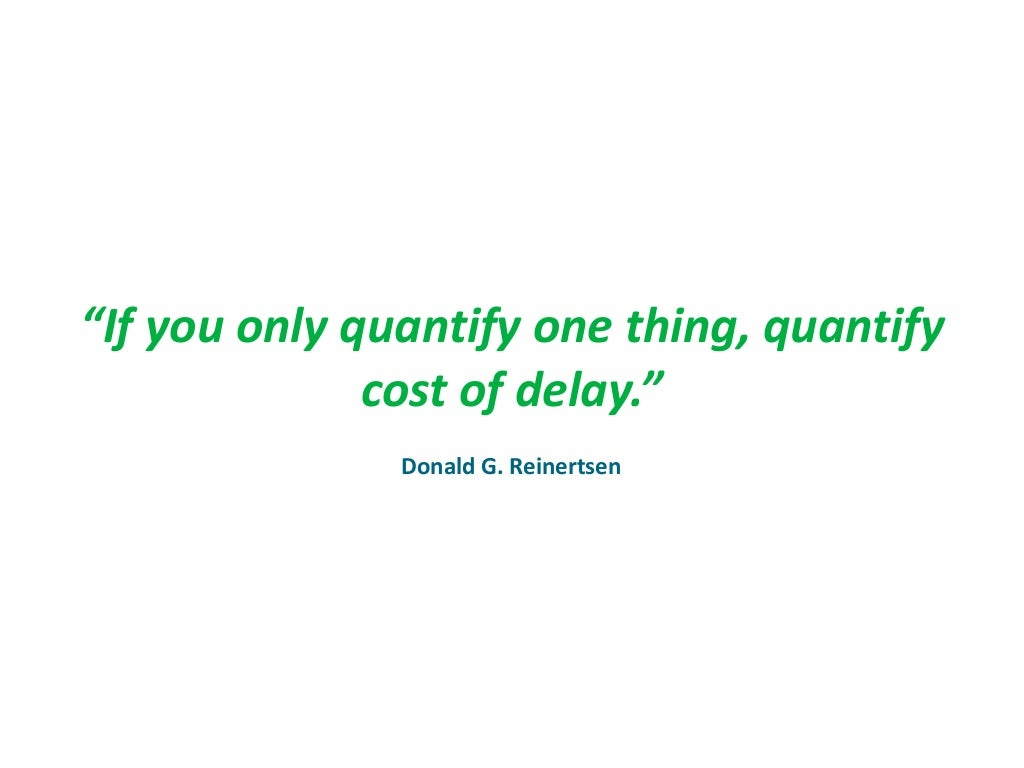 “If you only quantify one thing, quantify
cost of delay.”
Donald G. Reinertsen